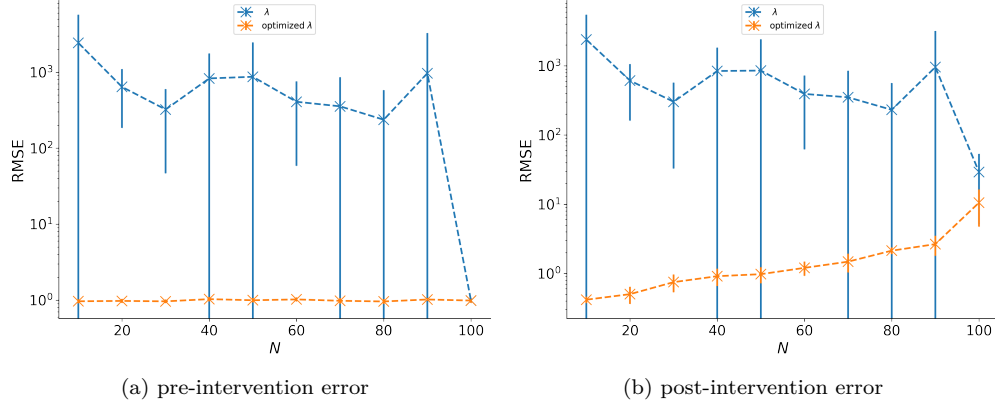 λ
optimized λ
RMSE
10³
10²
10¹
10⁰
20 40 60 80 100
N
(a) pre-intervention error
λ
optimized λ
RMSE
10³
10²
10¹
10⁰
20 40 60 80 100
N
(b) post-intervention error